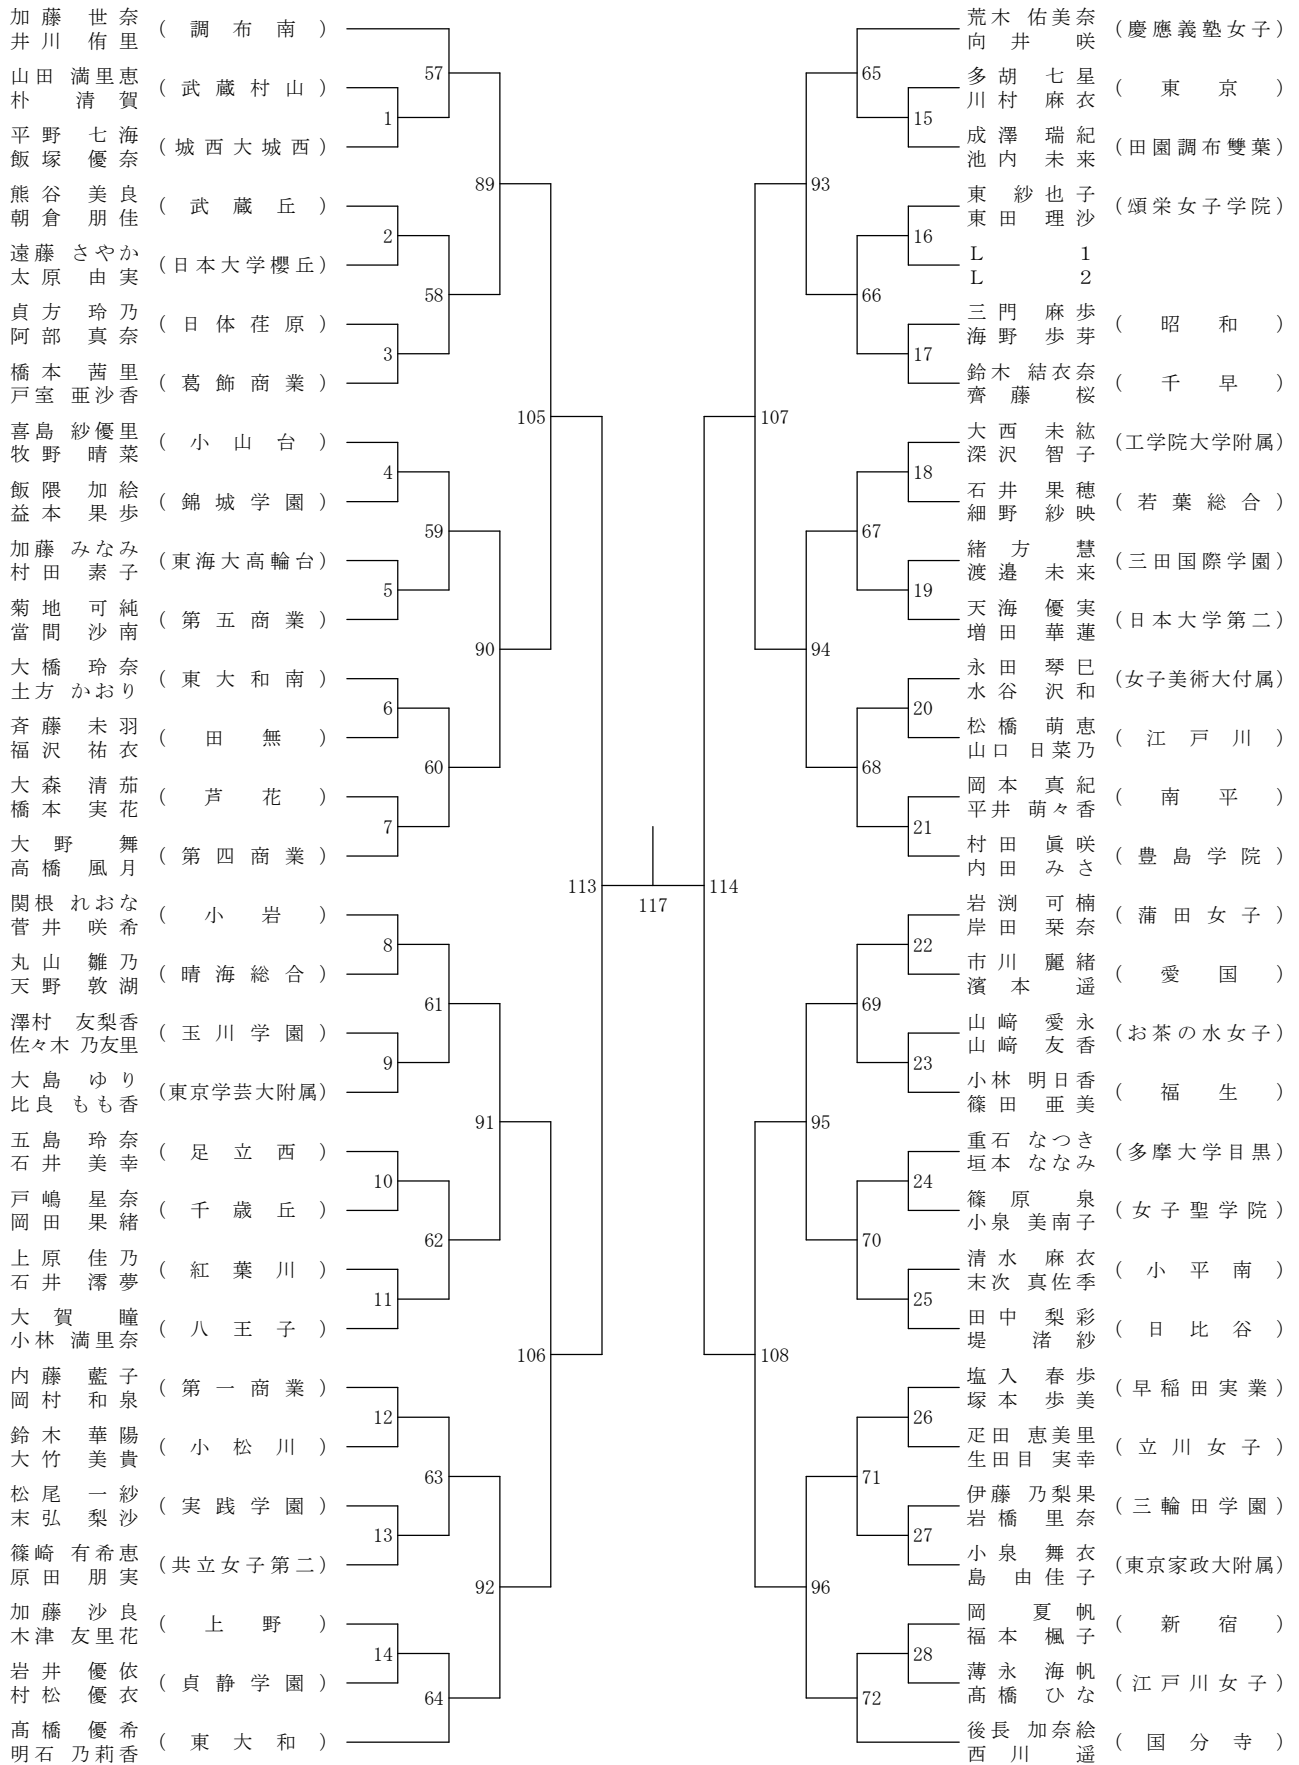 加藤 世奈
井川 侑里
（調布南）
山田 満里恵
朴 清賀
（武蔵村山）
平野 七海
飯塚 優奈
（城西大城西）
熊谷 美良
朝倉 朋佳
（武蔵丘）
遠藤 さやか
太原 由実
（日本大学櫻丘）
貞方 玲乃
阿部 真奈
（日体荏原）
橋本 茜里
戸室 亜沙香
（葛飾商業）
喜島 紗優里
牧野 晴菜
（小山台）
飯隈 加絵
益本 果歩
（錦城学園）
加藤 みなみ
村田 素子
（東海大高輪台）
菊地 可純
當間 沙南
（第五商業）
大橋 玲奈
土方 かおり
（東大和南）
斉藤 未羽
福沢 祐衣
（田無）
大森 清茄
橋本 実花
（芦花）
大野 舞
高橋 風月
（第四商業）
関根 れおな
菅井 咲希
（小岩）
丸山 雛乃
天野 敦湖
（晴海総合）
澤村 友梨香
佐々木 乃友里
（玉川学園）
大島 ゆり
比良 もも香
（東京学芸大附属）
五島 玲奈
石井 美幸
（足立西）
戸嶋 星奈
岡田 果緒
（千歳丘）
上原 佳乃
石井 澪夢
（紅葉川）
大賀 瞳
小林 満里奈
（八王子）
内藤 藍子
岡村 和泉
（第一商業）
鈴木 華陽
大竹 美貴
（小松川）
松尾 一紗
末弘 梨沙
（実践学園）
篠崎 有希恵
原田 朋実
（共立女子第二）
加藤 沙良
木津 友里花
（上野）
岩井 優依
村松 優衣
（貞静学園）
髙橋 優希
明石 乃莉香
（東大和）
1
2
3
4
5
6
7
8
9
10
11
12
13
14
57
58
59
60
61
62
63
64
89
90
91
92
105
106
113
117
114
107
108
93
94
95
96
65
66
67
68
69
70
71
72
15
16
17
18
19
20
21
22
23
24
25
26
27
28
荒木 佑美奈
向井 咲
（慶應義塾女子）
多胡 七星
川村 麻衣
（東京）
成澤 瑞紀
池内 未来
（田園調布雙葉）
東 紗也子
東田 理沙
（頌栄女子学院）
L 1
L 2
三門 麻歩
海野 歩芽
（昭和）
鈴木 結衣奈
齊藤 桜
（千早）
大西 未紘
深沢 智子
（工学院大学附属）
石井 果穂
細野 紗映
（若葉総合）
緒方 慧
渡邉 未来
（三田国際学園）
天海 優実
増田 華蓮
（日本大学第二）
永田 琴巳
水谷 沢和
（女子美術大付属）
松橋 萌恵
山口 日菜乃
（江戸川）
岡本 真紀
平井 萌々香
（南平）
村田 眞咲
内田 みさ
（豊島学院）
岩渕 可楠
岸田 栞奈
（蒲田女子）
市川 麗緒
濱本 遥
（愛国）
山﨑 愛永
山﨑 友香
（お茶の水女子）
小林 明日香
篠田 亜美
（福生）
重石 なつき
垣本 ななみ
（多摩大学目黒）
篠原 泉
小泉 美南子
（女子聖学院）
清水 麻衣
末次 真佐季
（小平南）
田中 梨彩
堤 渚紗
（日比谷）
塩入 春歩
塚本 歩美
（早稲田実業）
疋田 恵美里
生田目 実幸
（立川女子）
伊藤 乃梨果
岩橋 里奈
（三輪田学園）
小泉 舞衣
島 由佳子
（東京家政大附属）
岡 夏帆
福本 楓子
（新宿）
薄永 海帆
髙橋 ひな
（江戸川女子）
後長 加奈絵
西川 遥
（国分寺）